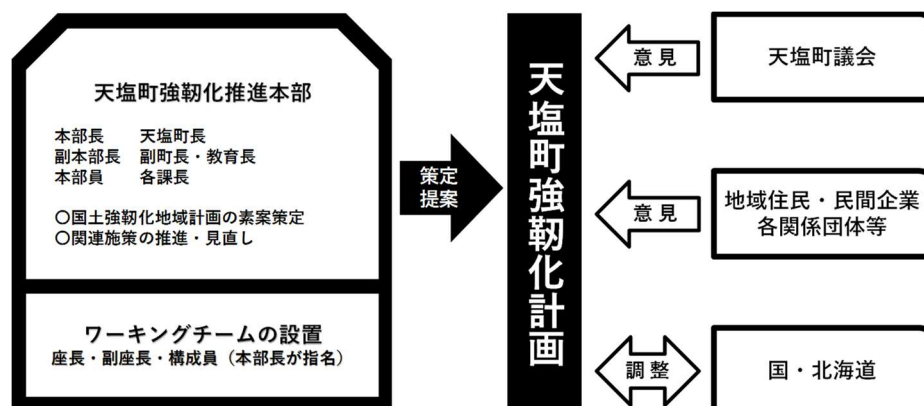 天塩町強靭化推進本部
本部長 天塩町長
副本部長 副町長・教育長
本部員 各課長
〇国土強靭化地域計画の素案策定
〇関連施策の推進・見直し
ワーキングチームの設置
座長・副座長・構成員（本部長が指名）
策定
提案
天塩町強靭化計画
意見
天塩町議会
意見
地域住民・民間企業
各関係団体等
調整
国・北海道